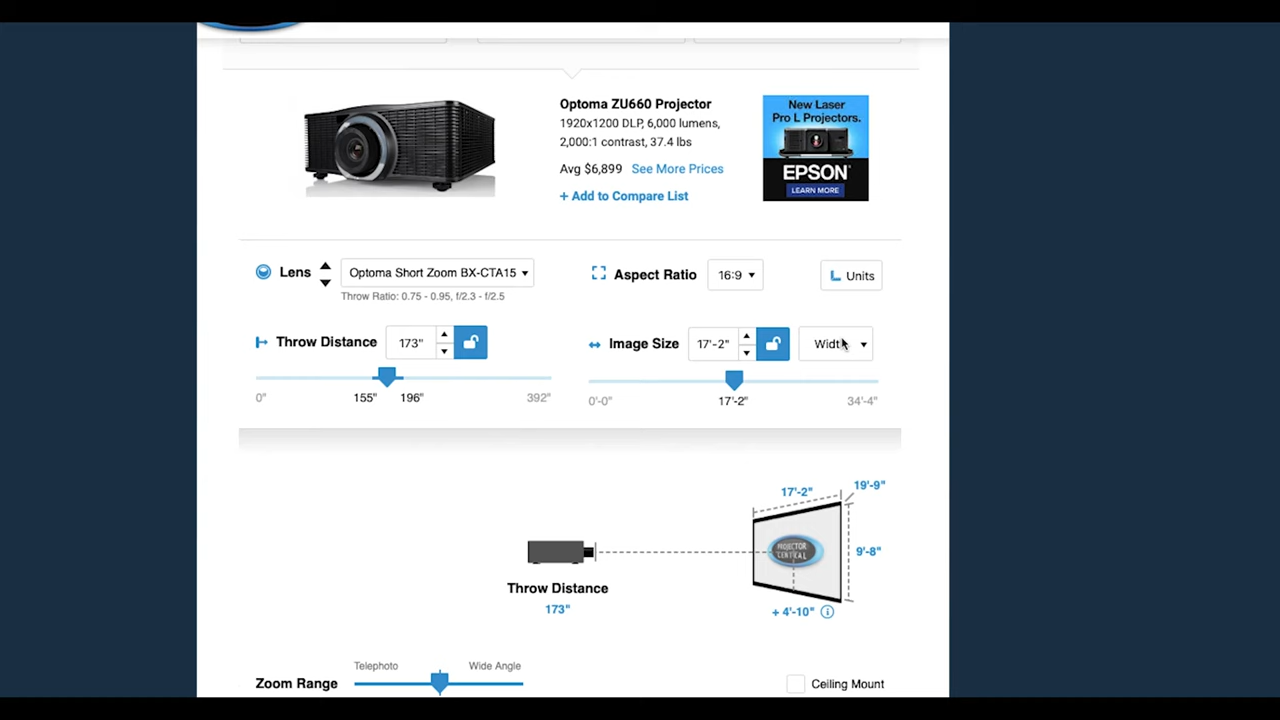 Optoma ZU660 Projector
1920x1200 DLP, 6,000 lumens,
2,000:1 contrast, 37.4 lbs
Avg $6,899 See More Prices
+ Add to Compare List
New Laser
Pro L Projectors.
EPSON
LEARN MORE
Lens Optoma Short Zoom BX-CTA15
Throw Ratio: 0.75 - 0.95, f/2.3 - f/2.5
Aspect Ratio 16:9 Units
Throw Distance 173"
Image Size 17'-2" Width
0" 155" 196" 392"
0'-0" 17'-2" 34'-4"
17'-2" 19'-9"
PROJECTOR
CENTRAL
9'-8"
Throw Distance
173"
+ 4'-10"
Telephoto Wide Angle
Zoom Range
Ceiling Mount